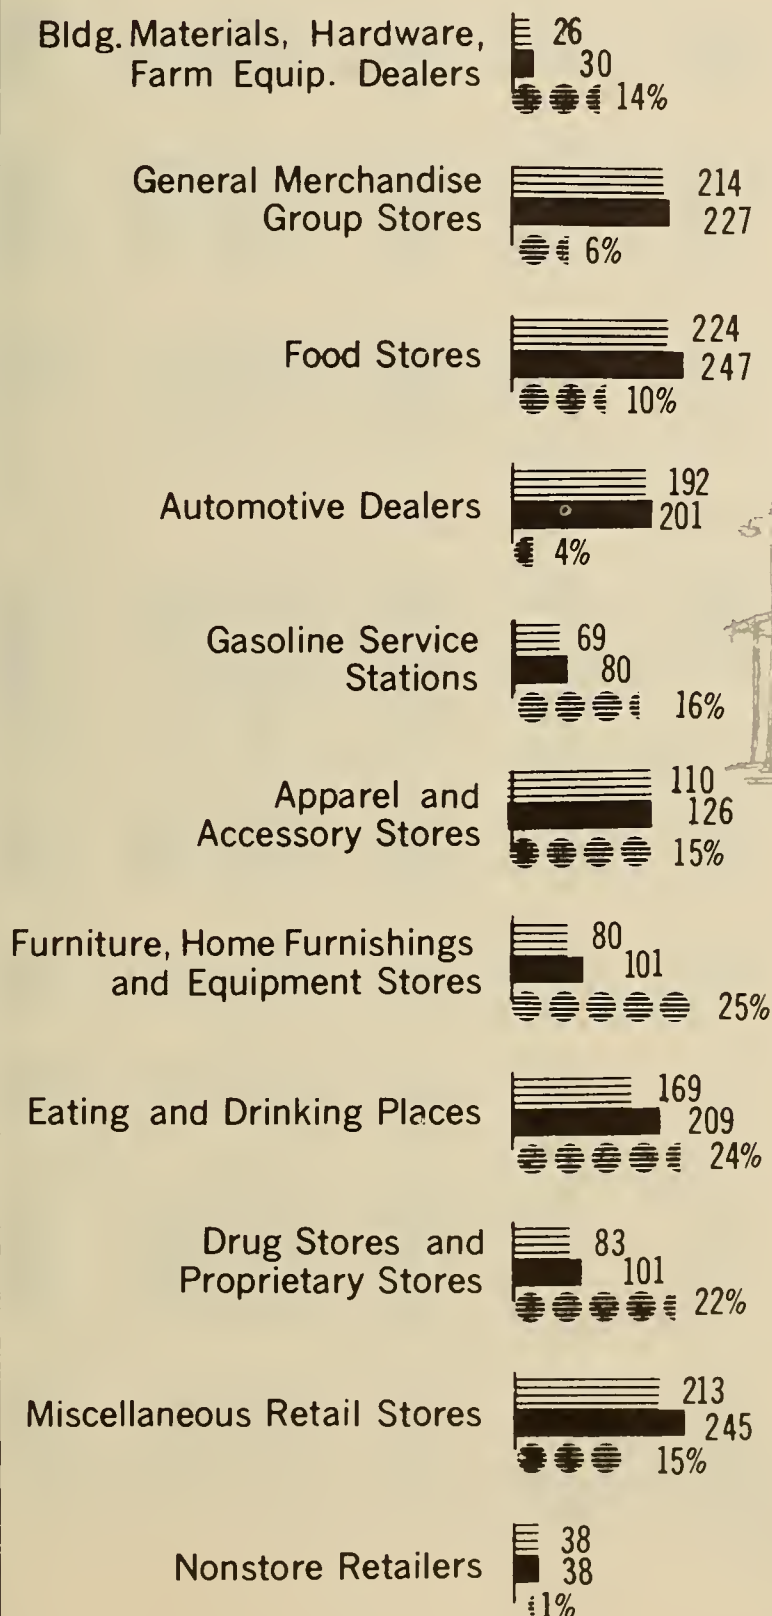 Bldg. Materials, Hardware,
Farm Equip. Dealers
26
30
14%
General Merchandise
Group Stores
214
227
6%
Food Stores
224
247
10%
Automotive Dealers
192
201
4%
Gasoline Service
Stations
69
80
16%
Apparel and
Accessory Stores
110
126
15%
Furniture, Home Furnishings
and Equipment Stores
80
101
25%
Eating and Drinking Places
169
209
24%
Drug Stores and
Proprietary Stores
83
101
22%
Miscellaneous Retail Stores
213
245
15%
Nonstore Retailers
38
38
1%